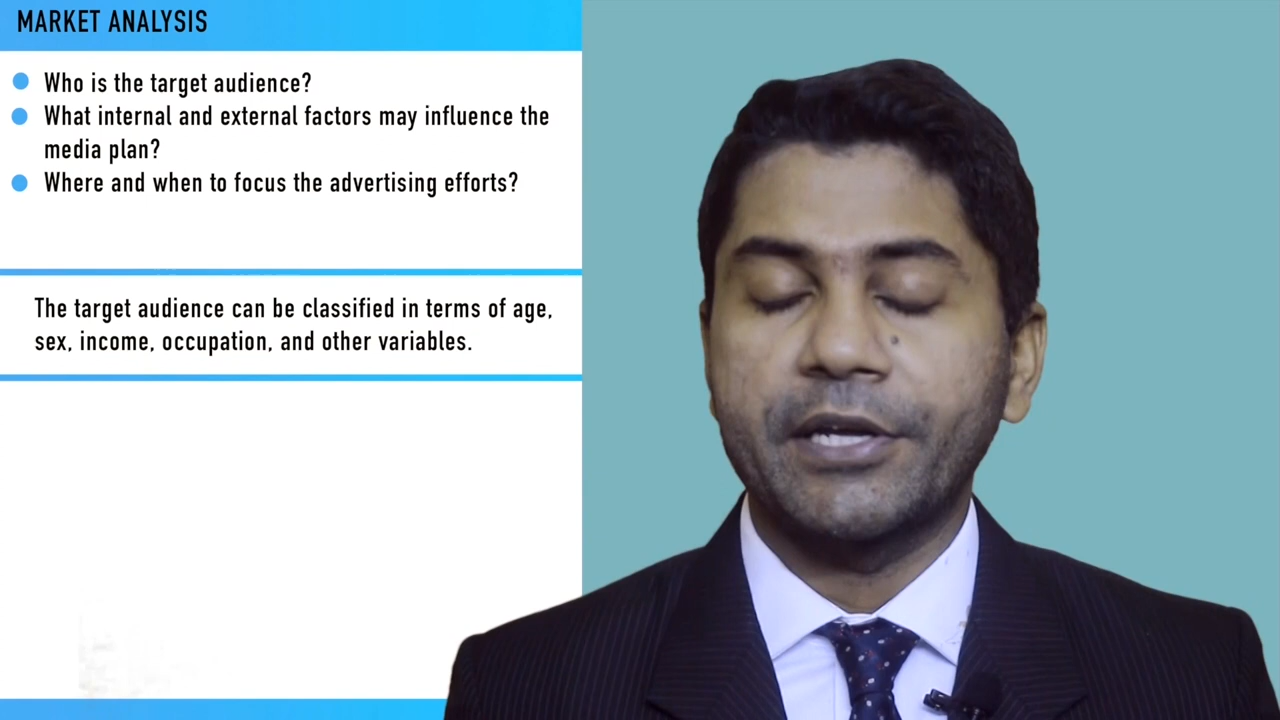 MARKET ANALYSIS
Who is the target audience?
What internal and external factors may influence the
media plan?
Where and when to focus the advertising efforts?
The target audience can be classified in terms of age,
sex, income, occupation, and other variables.